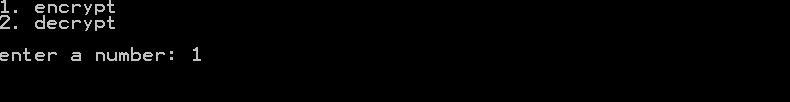 1. encrypt
2. decrypt
enter a number: 1